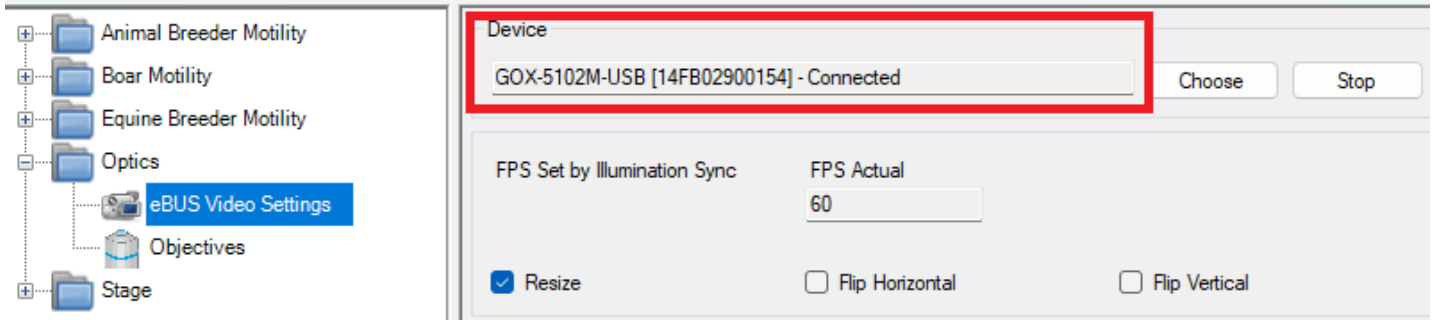 Animal Breeder Motility
Boar Motility
Equine Breeder Motility
Optics
eBUS Video Settings
Objectives
Stage
Device
GOX-5102M-USB [14FB02900154] - Connected
Choose
Stop
FPS Set by Illumination Sync
FPS Actual
60
Resize
Flip Horizontal
Flip Vertical